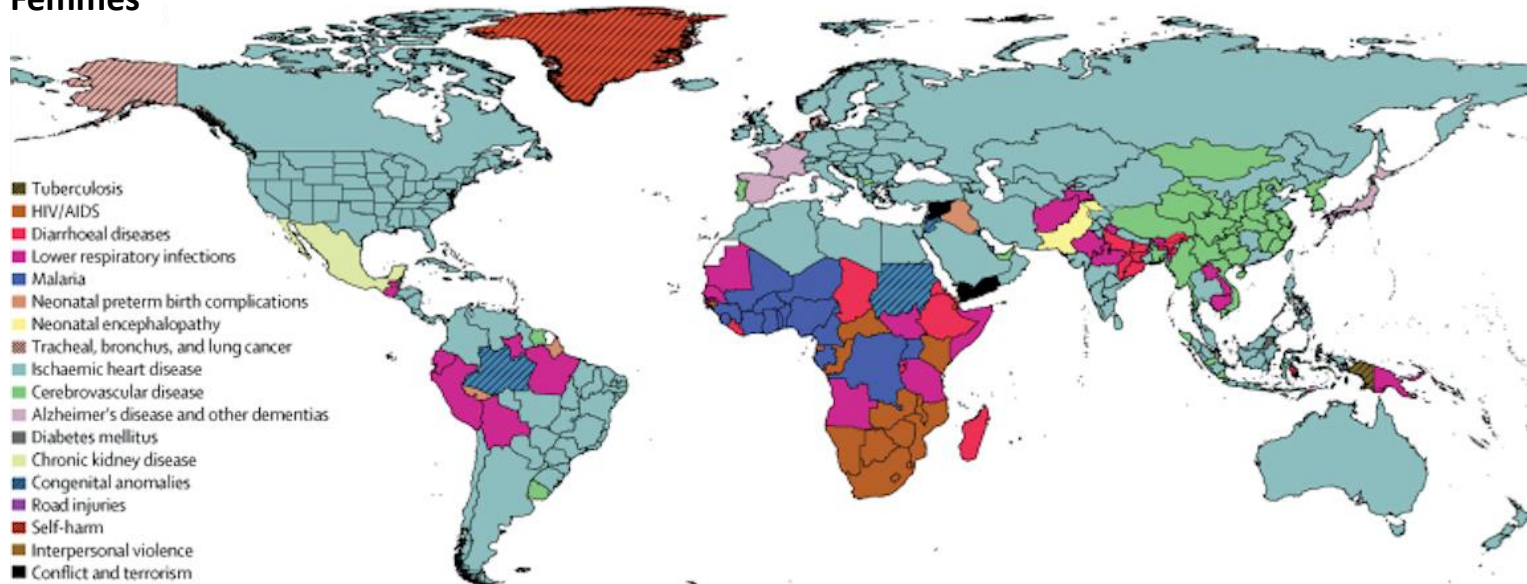 Femmes
Tuberculosis
HIV/AIDS
Diarrhoeal diseases
Lower respiratory infections
Malaria
Neonatal preterm birth complications
Neonatal encephalopathy
Tracheal, bronchus, and lung cancer
Ischaemic heart disease
Cerebrovascular disease
Alzheimer's disease and other dementias
Diabetes mellitus
Chronic kidney disease
Congenital anomalies
Road injuries
Self-harm
Interpersonal violence
Conflict and terrorism